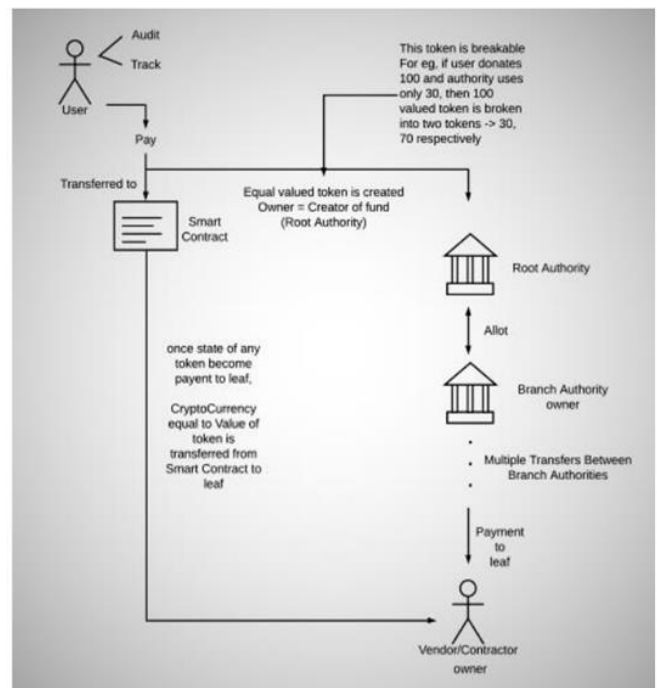 Audit
Track
User
Pay
This token is breakable
For eg, if user donates
100 and authority uses
only 30, then 100
valued token is broken
into two tokens -> 30,
70 respectively
Transferred to
Equal valued token is created
Owner = Creator of fund
(Root Authority)
Smart
Contract
Root Authority
Allot
once state of any
token become
payent to leaf,
CryptoCurrency
equal to Value of
token is
transferred from
Smart Contract to
leaf
Branch Authority
owner
Multiple Transfers Between
Branch Authorities
Payment
to
leaf
Vendor/Contractor
owner